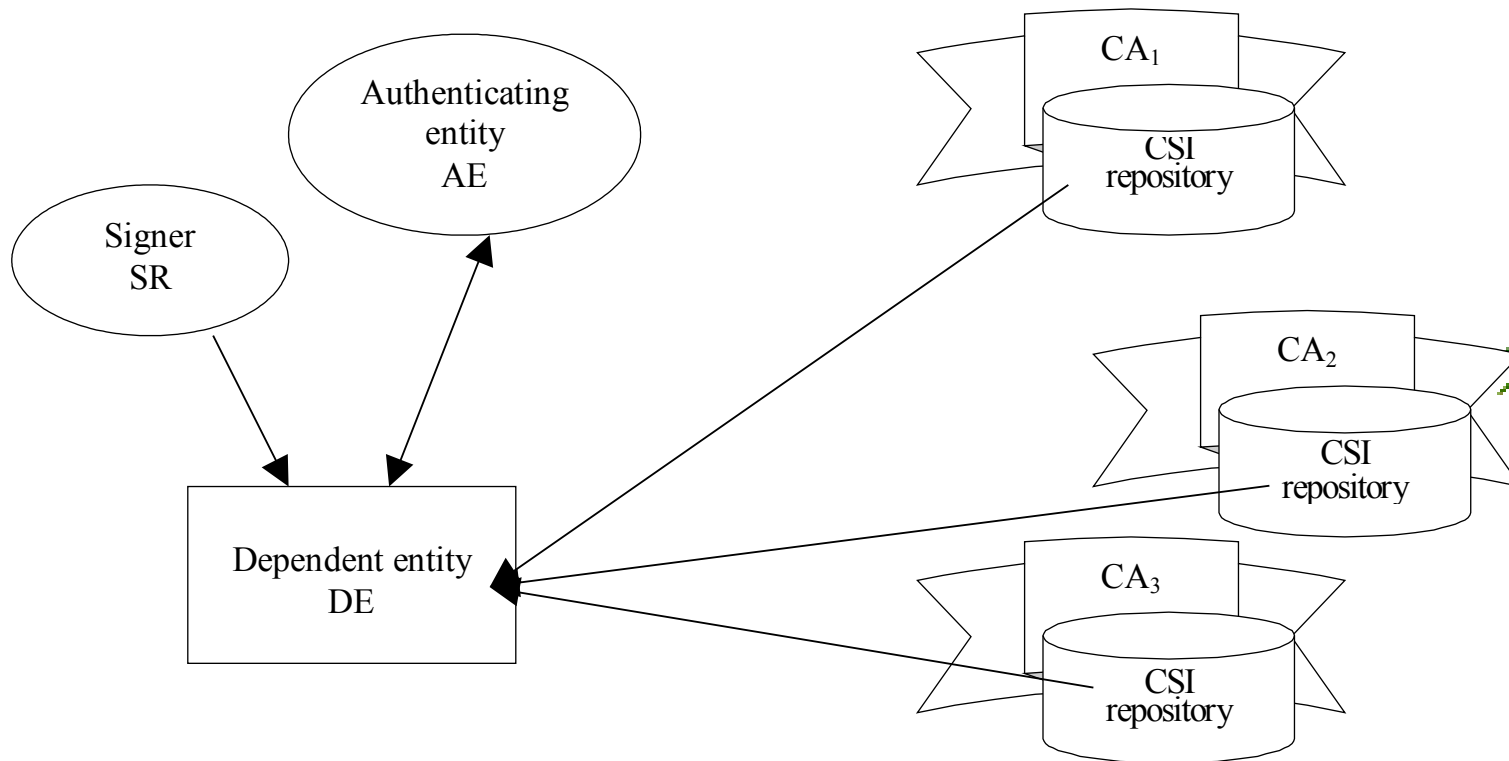 Authenticating
entity
AE
Signer
SR
Dependent entity
DE
CA₁
CSI
repository
CA₂
CSI
repository
CA₃
CSI
repository